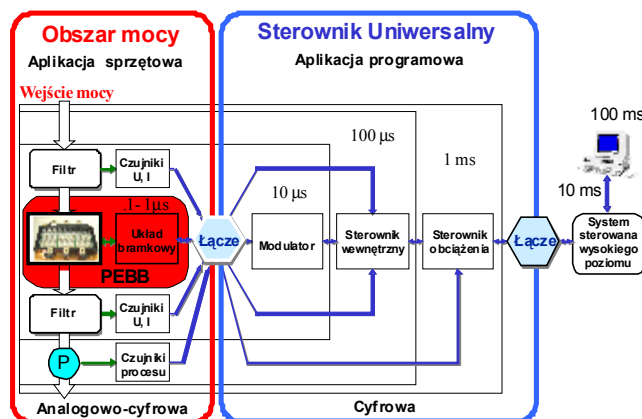 Obszar mocy
Aplikacja sprzętowa
Sterownik Uniwersalny
Aplikacja programowa
Wejście mocy
100 ms
100 µs
1 ms
Filtr
Czujniki
U, I
10 µs
10 ms
.1- 1µs
Układ
bramkowy
PEBB
Łącze
Modulator
Sterownik
wewnętrzny
Sterownik
obciążenia
Łącze
System
sterowana
wysokiego
poziomu
Filtr
Czujniki
U, I
P
Czujniki
procesu
Analogowo-cyfrowa
Cyfrowa